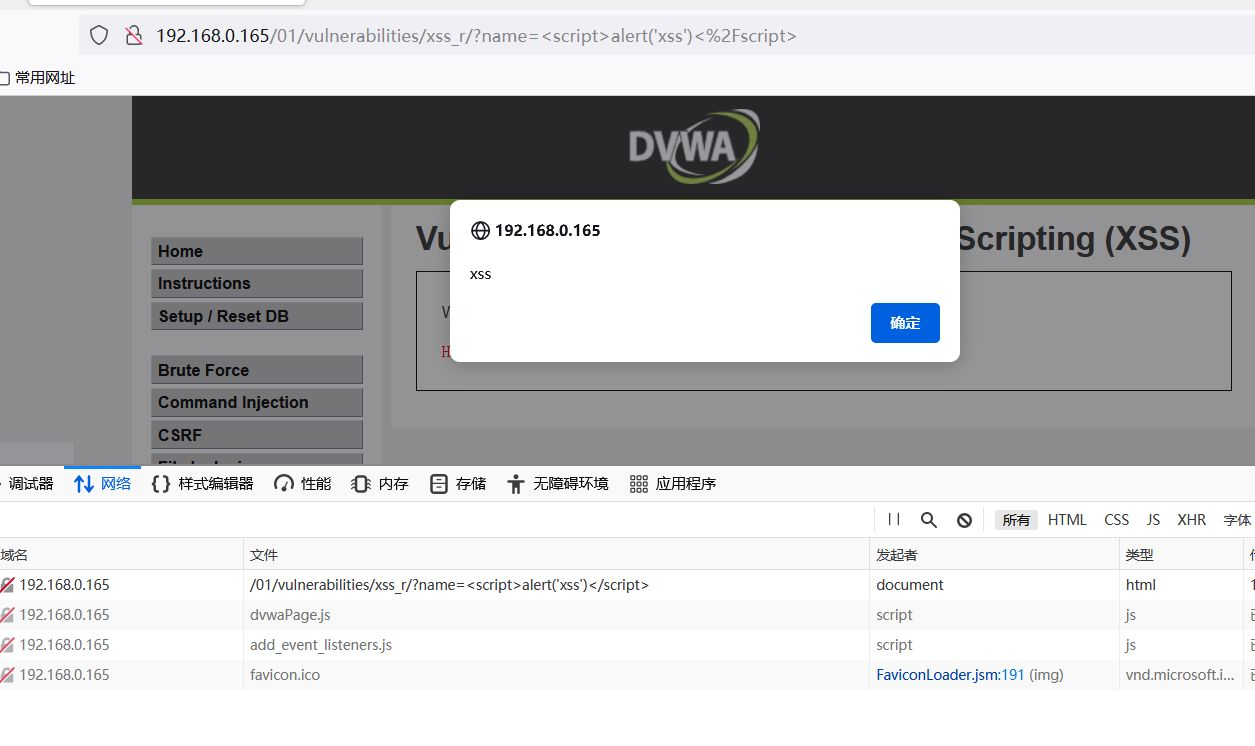 192.168.0.165/01/vulnerabilities/xss_r/?name=<script>alert('xss')<%2Fscript>
常用网址
DVWA
Scripting (XSS)
192.168.0.165
xss
确定
Home
Instructions
Setup / Reset DB
Brute Force
Command Injection
CSRF
调试器 网络 样式编辑器 性能 内存 存储 无障碍环境 应用程序
所有 HTML CSS JS XHR 字体
域名 文件 发起者 类型
192.168.0.165 /01/vulnerabilities/xss_r/?name=<script>alert('xss')</script> document html
192.168.0.165 dvwaPage.js script js
192.168.0.165 add_event_listeners.js script js
192.168.0.165 favicon.ico FaviconLoader.jsm:191 (img) vnd.microsoft.i...